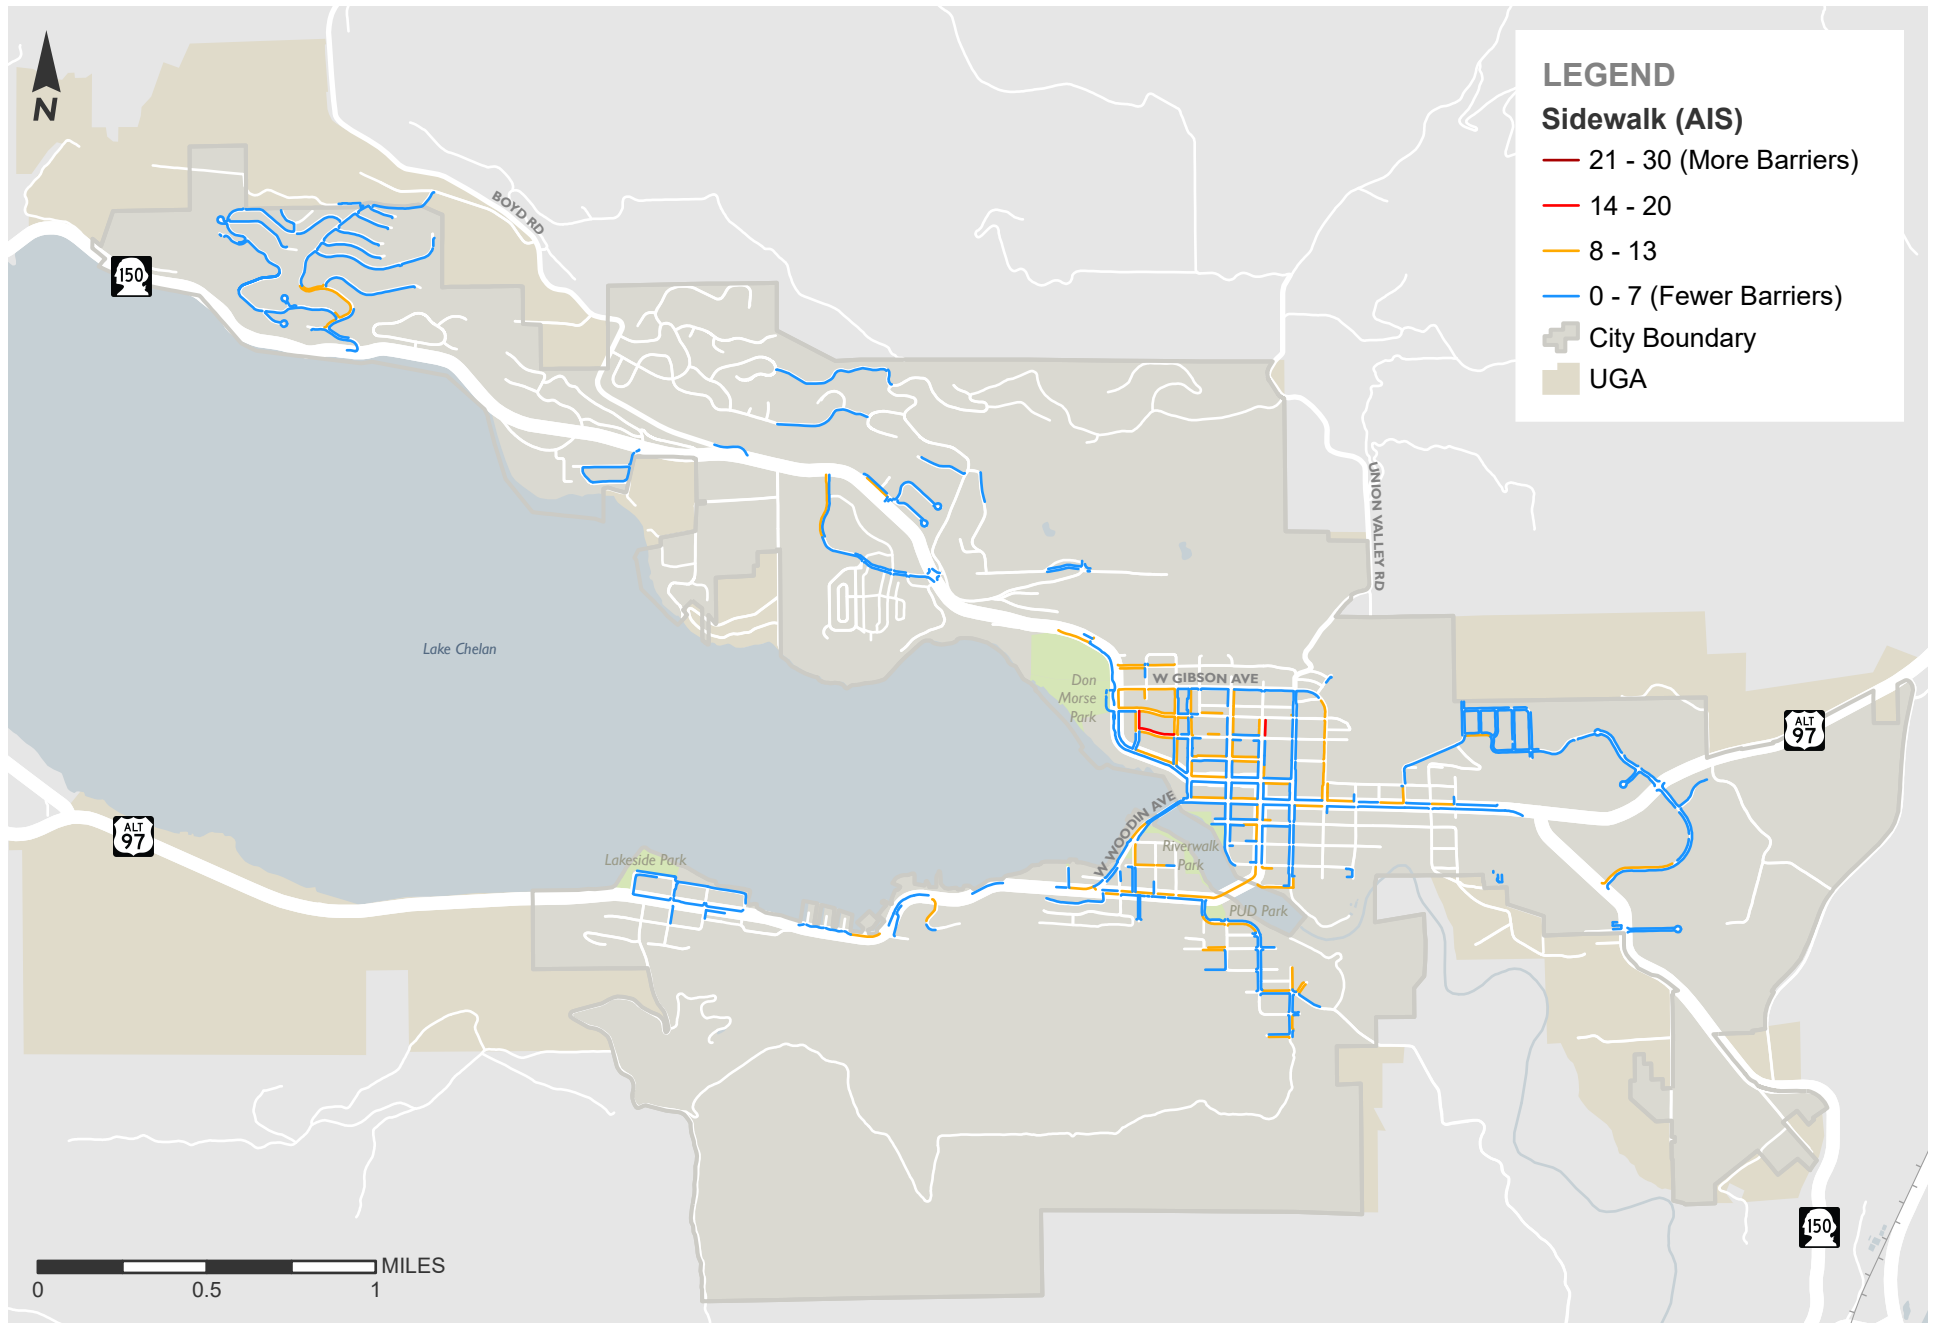 N
LEGEND
Sidewalk (AIS)
21 - 30 (More Barriers)
14 - 20
8 - 13
0 - 7 (Fewer Barriers)
City Boundary
UGA
BOYD RD
150
UNION VALLEY RD
Lake Chelan
Don
Morse
Park
W GIBSON AVE
ALT
97
W WOODIN AVE
ALT
97
Lakeside Park
Riverwalk
Park
PUD Park
150
MILES
0
0.5
1